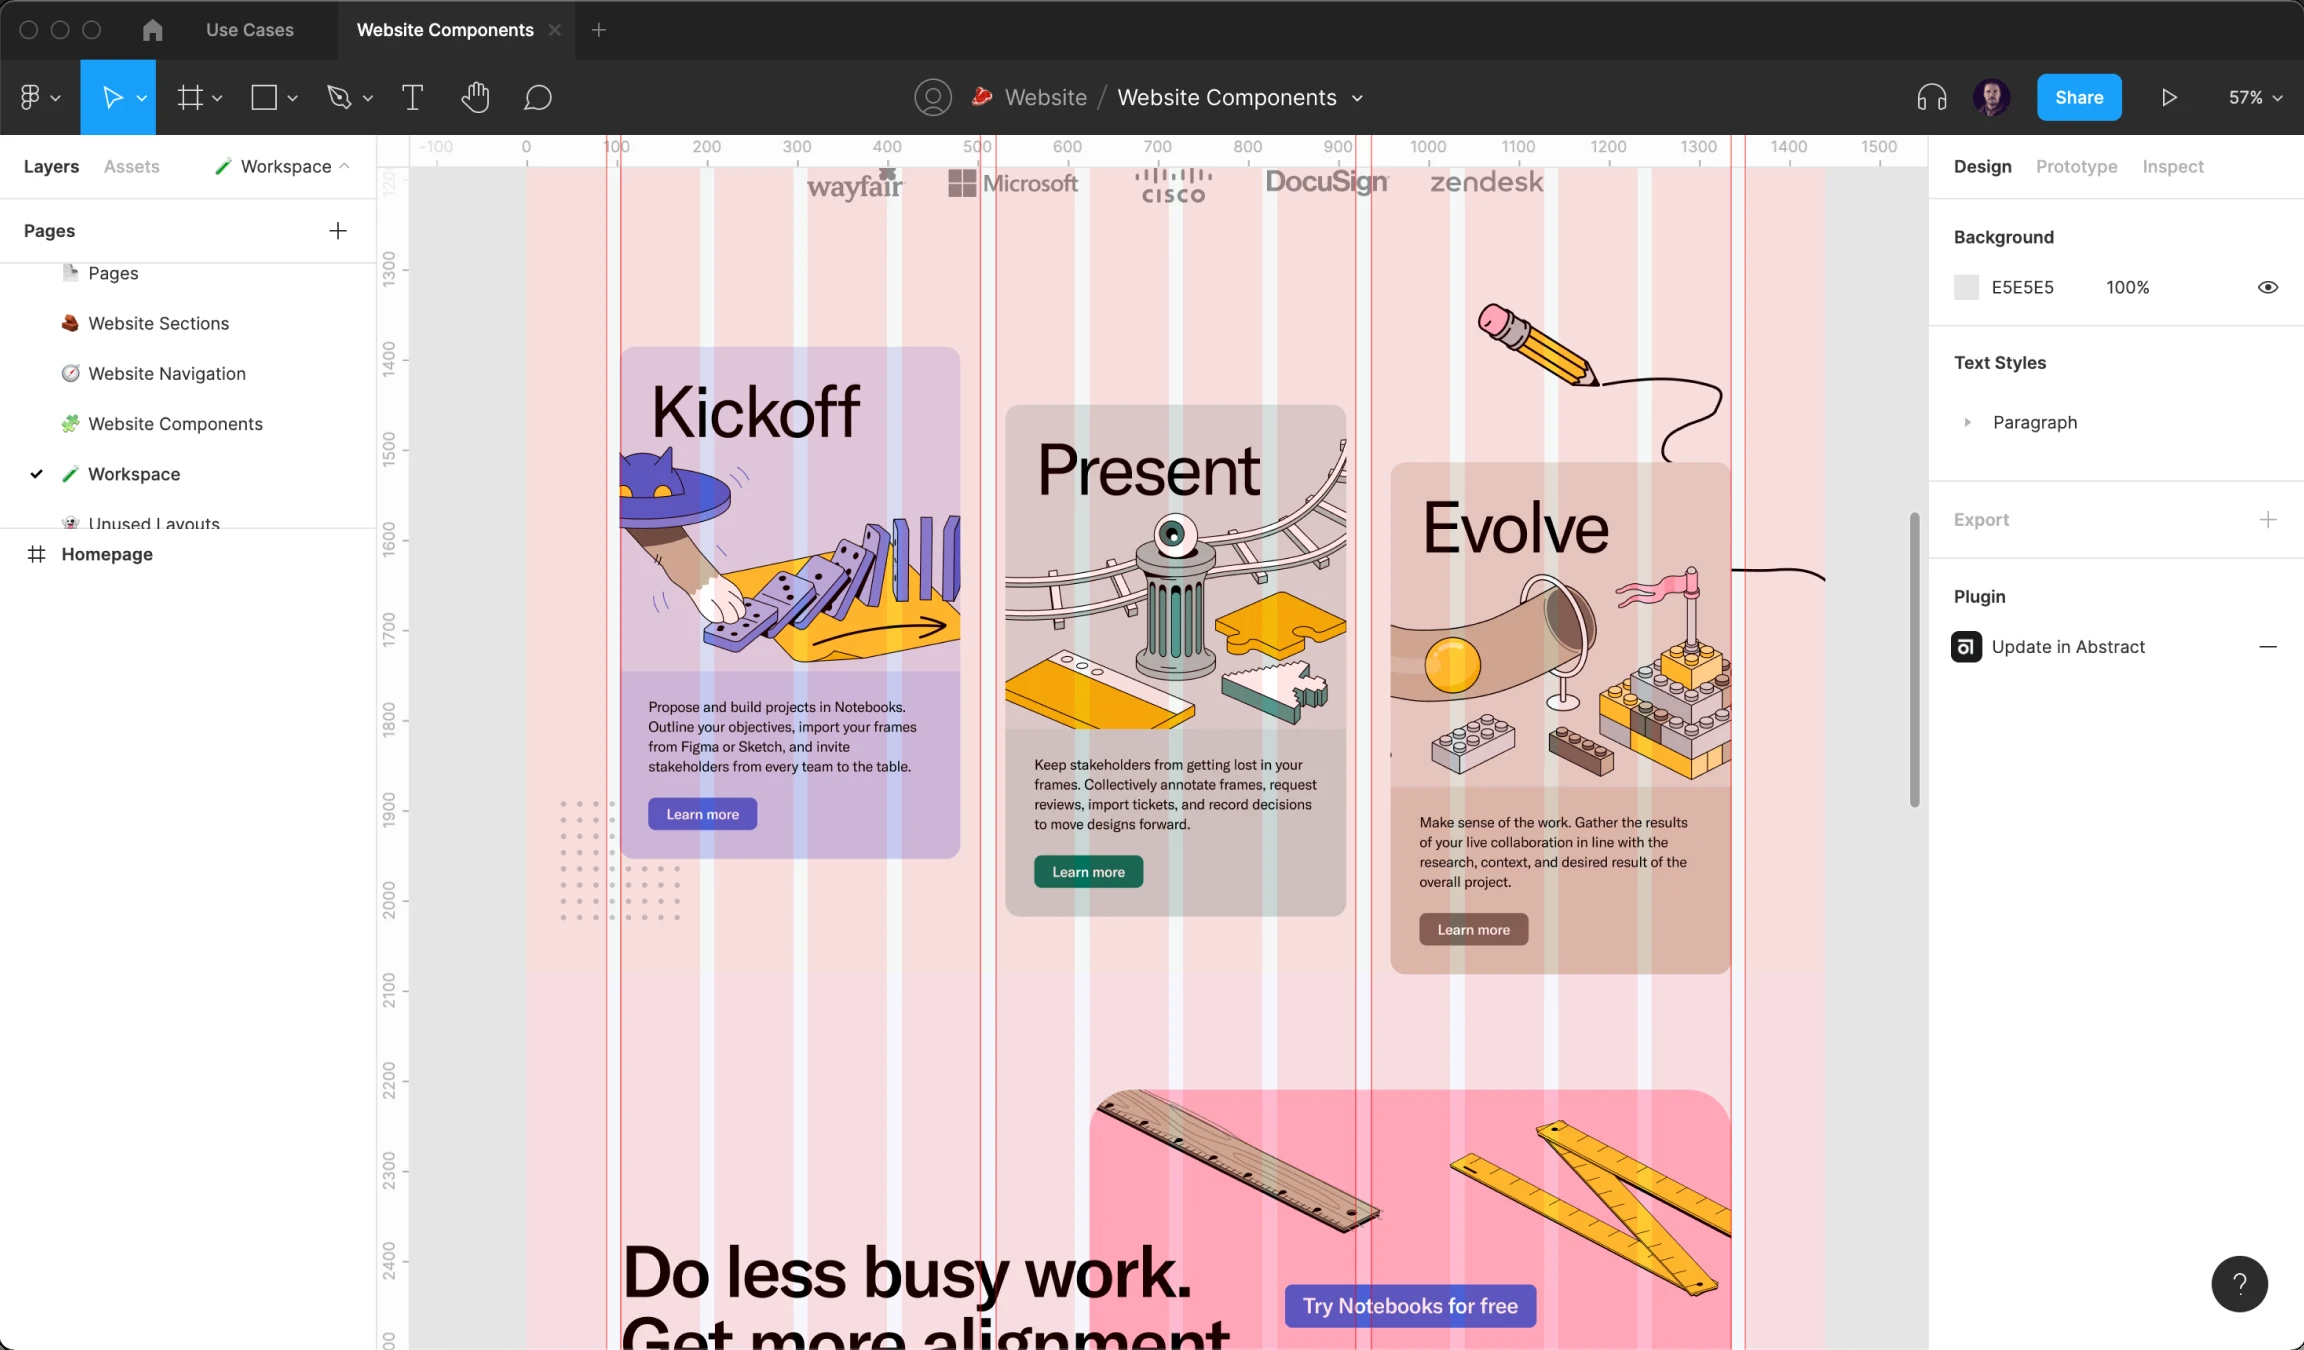 Use Cases
Website Components
Website / Website Components
Share
57%
Layers
Assets
Workspace
Pages
Pages
Website Sections
Website Navigation
Website Components
Workspace
Unused Layouts
Homepage
-100 0 100 200 300 400 500 600 700 800 900 1000 1100 1200 1300 1400 1500
1300
1400
1500
1600
1700
1800
1900
2000
2100
2200
2300
2400
wayfair
Microsoft
CISCO
DocuSign
zendesk
Kickoff
Propose and build projects in Notebooks.
Outline your objectives, import your frames
from Figma or Sketch, and invite
stakeholders from every team to the table.
Learn more
Present
Keep stakeholders from getting lost in your
frames. Collectively annotate frames, request
reviews, import tickets, and record decisions
to move designs forward.
Learn more
Evolve
Make sense of the work. Gather the results
of your live collaboration in line with the
research, context, and desired result of the
overall project.
Learn more
Do less busy work.
Get more alignment
Try Notebooks for free
Design
Prototype
Inspect
Background
E5E5E5
100%
Text Styles
Paragraph
Export
Plugin
Update in Abstract
?